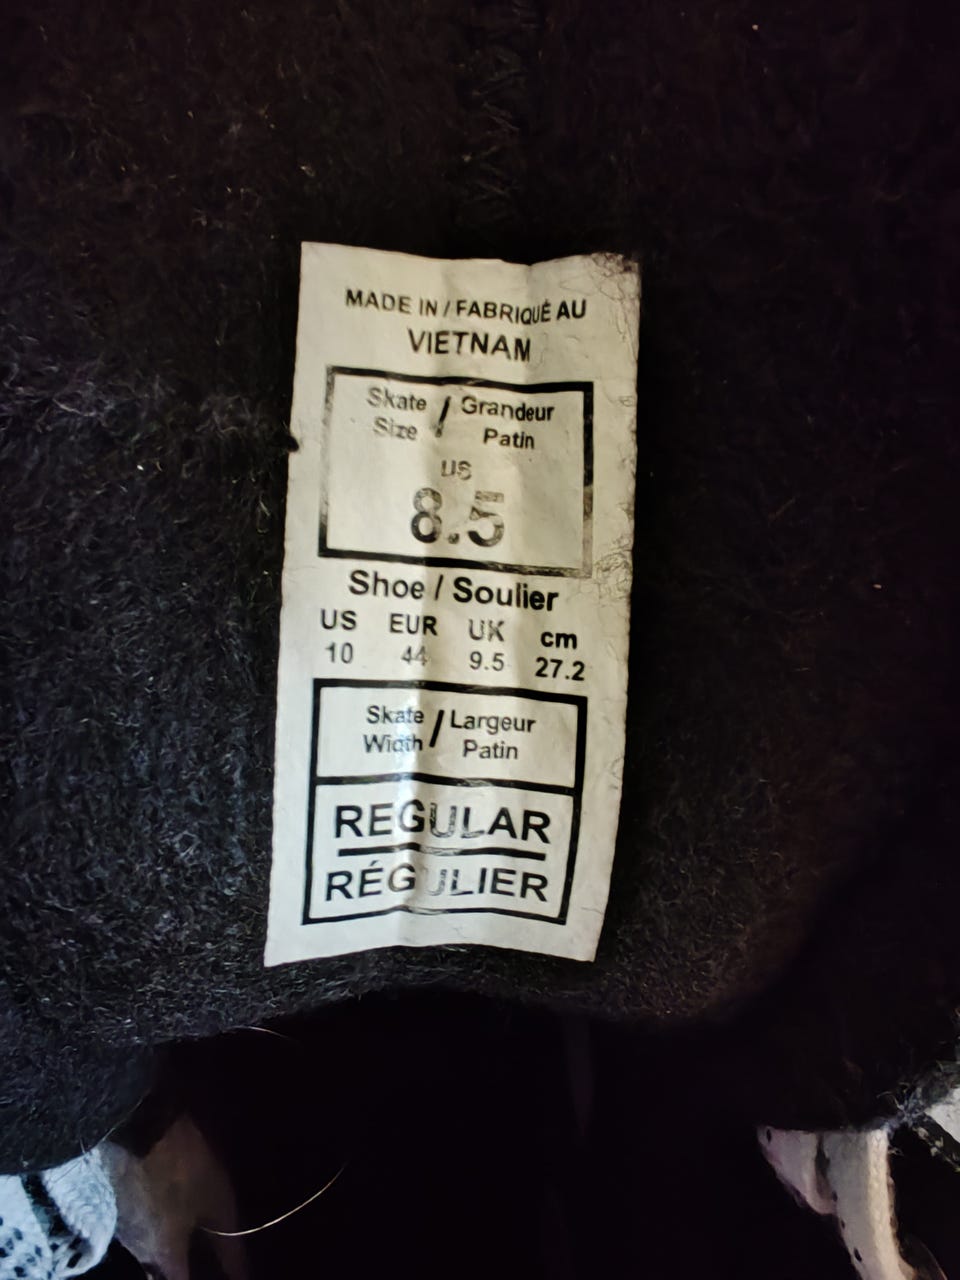 MADE IN / FABRIQUÉ AU
VIETNAM
Skate / Grandeur
Size Patin
US
8.5
Shoe / Soulier
US EUR UK cm
10 44 9.5 27.2
Skate / Largeur
Width Patin
REGULAR
RÉGULIER